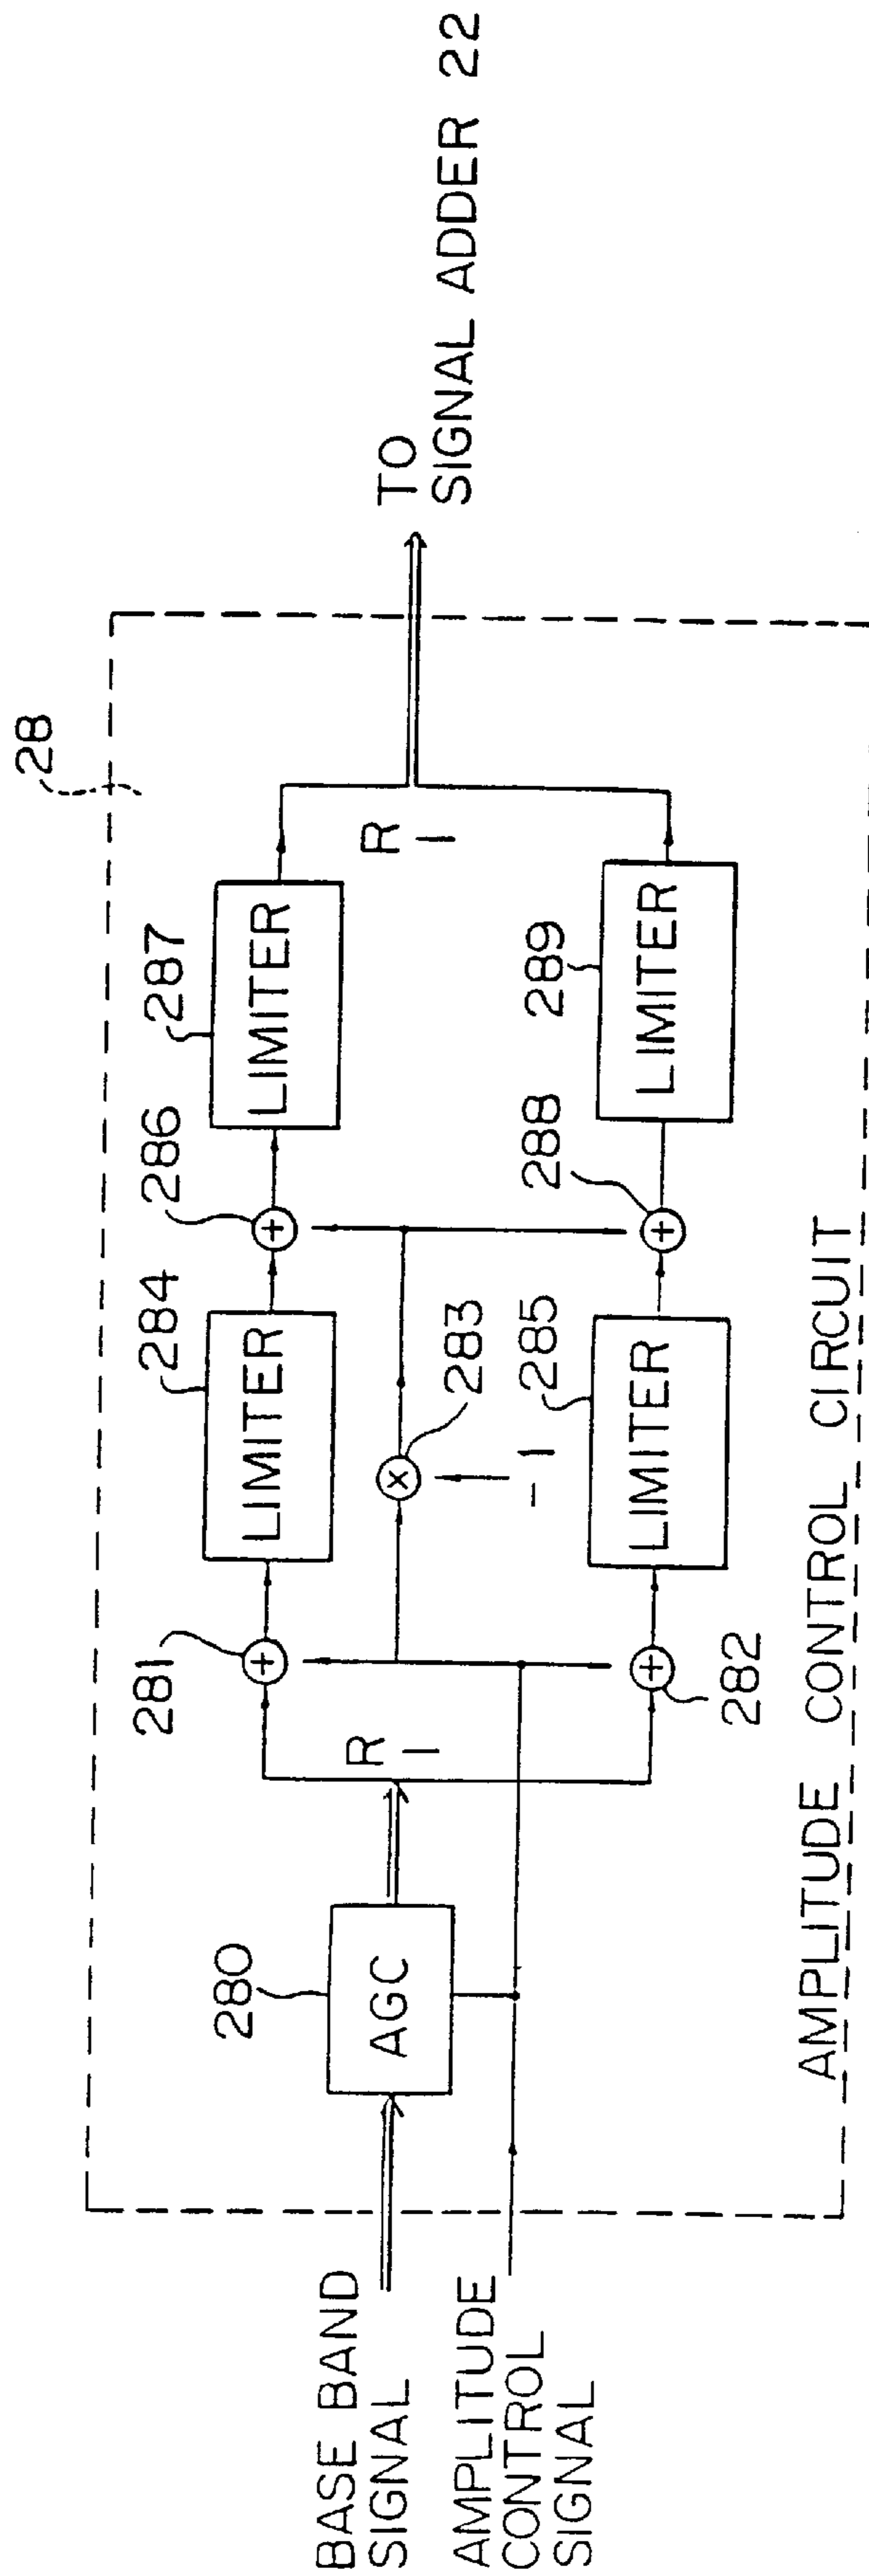 28
BASE BAND
SIGNAL
AMPLITUDE
CONTROL
SIGNAL
280
AGC
R
I
281
282
284
LIMITER
283
-1
285
LIMITER
286
288
287
LIMITER
289
LIMITER
R
I
TO
SIGNAL ADDER 22
AMPLITUDE CONTROL CIRCUIT